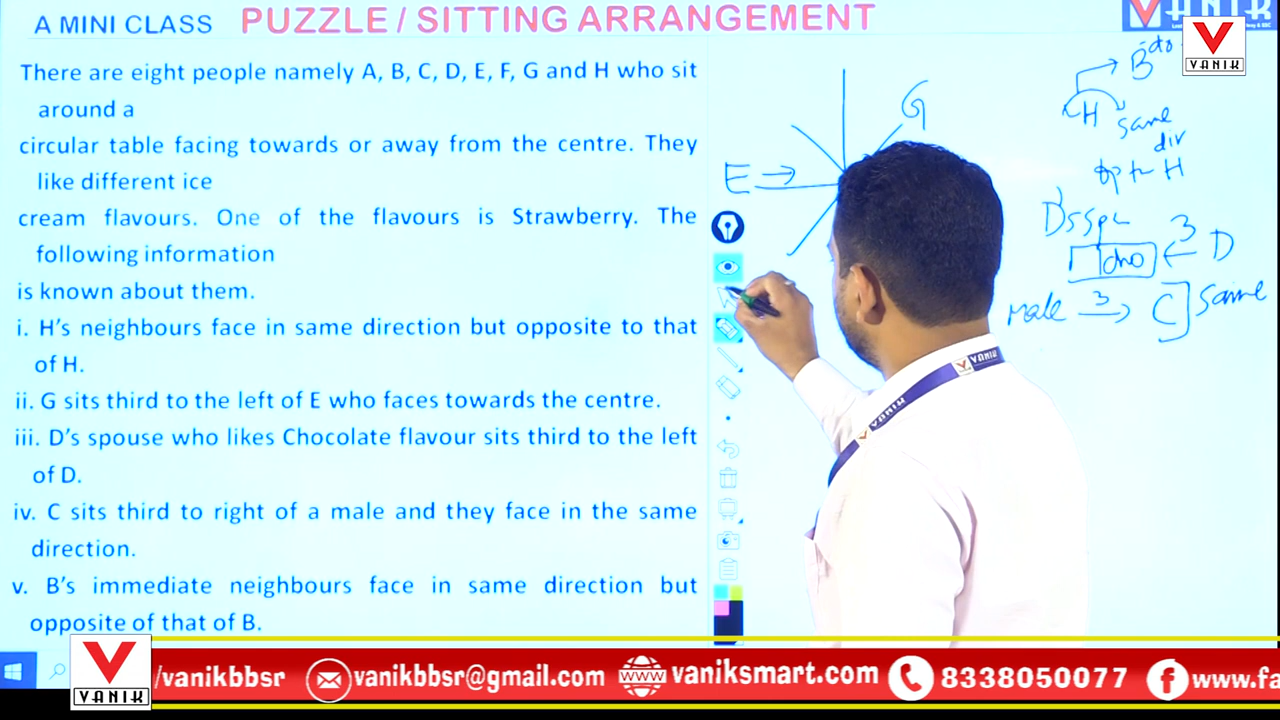 A MINI CLASS PUZZLE / SITTING ARRANGEMENT
VANIK
There are eight people namely A, B, C, D, E, F, G and H who sit
around a
circular table facing towards or away from the centre. They
like different ice
cream flavours. One of the flavours is Strawberry. The
following information
is known about them.
i. H's neighbours face in same direction but opposite to that
of H.
ii. G sits third to the left of E who faces towards the centre.
iii. D's spouse who likes Chocolate flavour sits third to the left
of D.
iv. C sits third to right of a male and they face in the same
direction.
v. B's immediate neighbours face in same direction but
opposite of that of B.
G
E
B
H
same
dir
H
3
D
male 3 C
same
VANIK
VANIK
VANIK
/vanikbbsr
vanikbbsr@gmail.com
www
vaniksmart.com
8338050077
www.fa